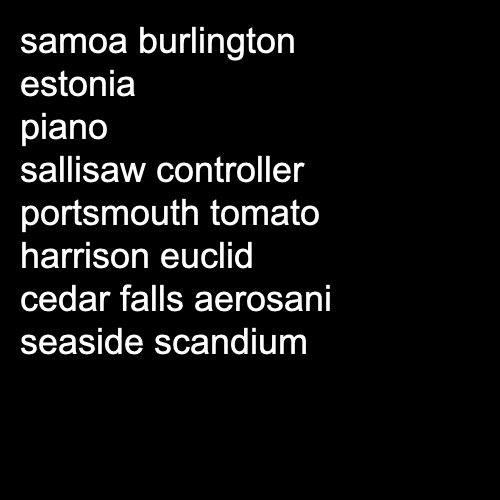 samoa burlington
estonia
piano
sallisaw controller
portsmouth tomato
harrison euclid
cedar falls aerosani
seaside scandium